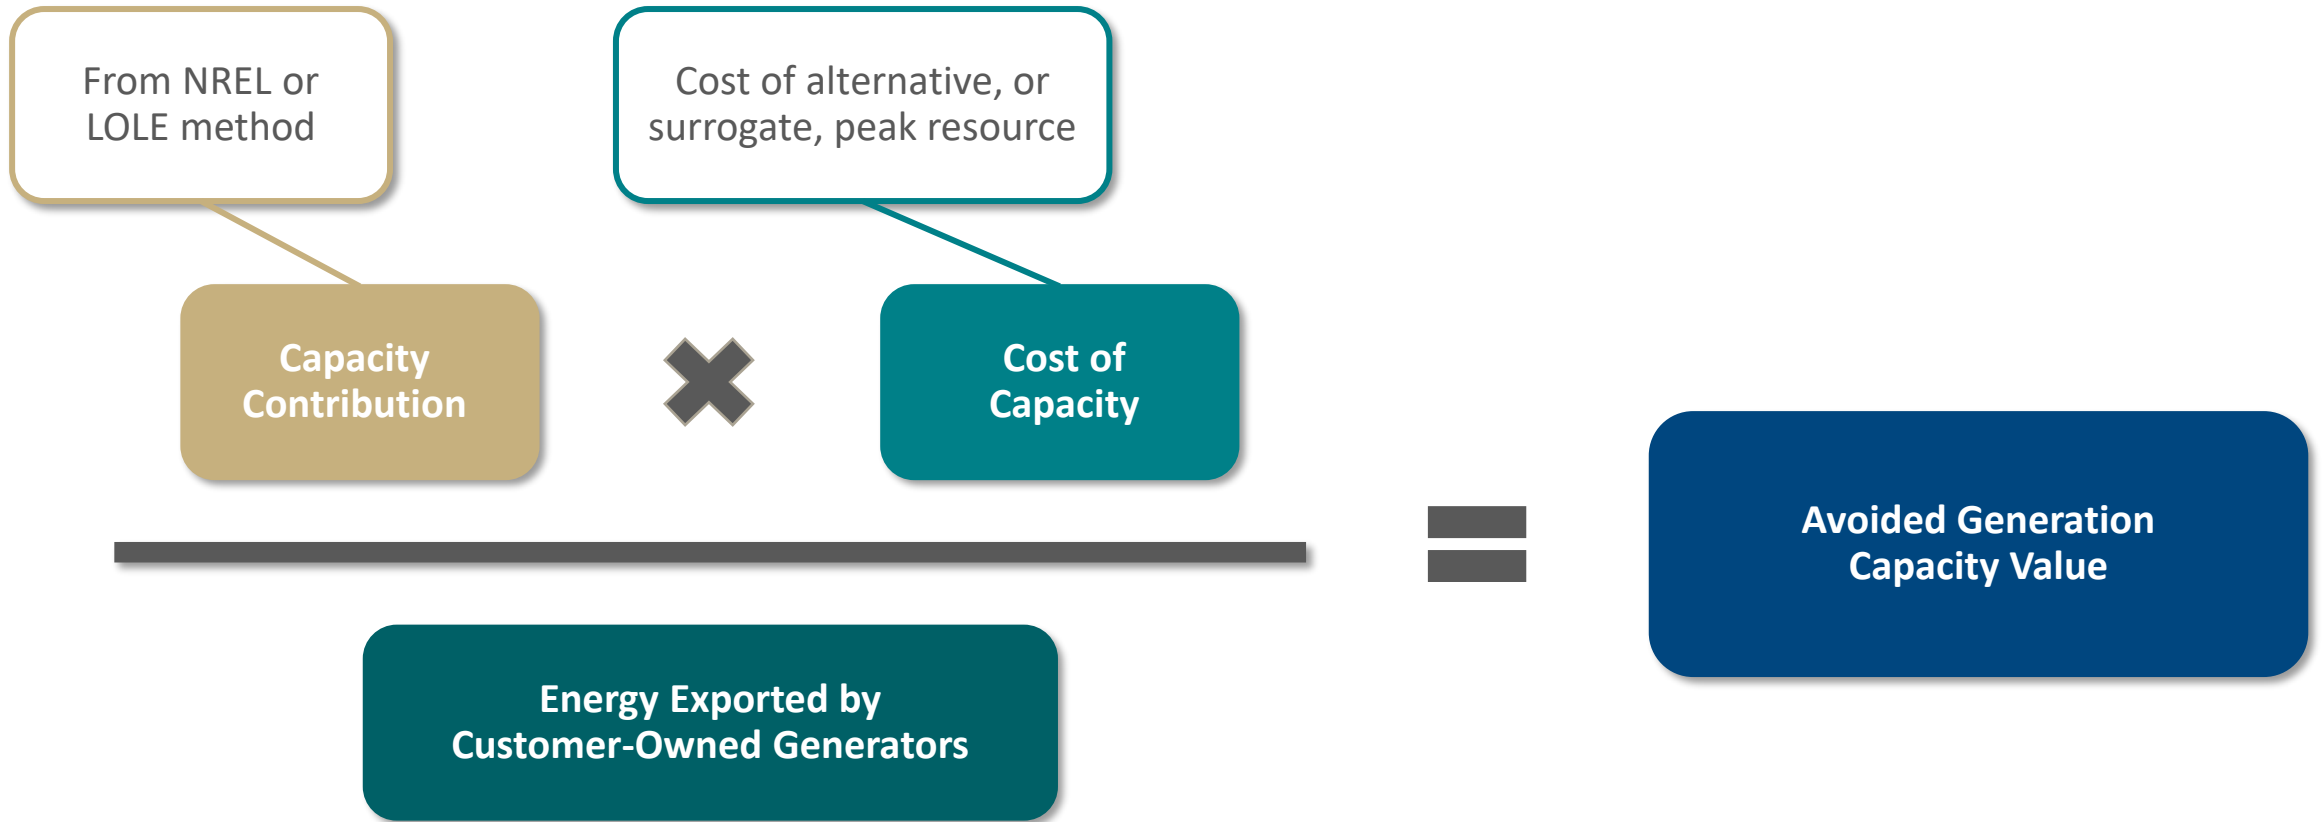 From NREL or
LOLE method
Cost of alternative, or
surrogate, peak resource
Capacity
Contribution
Cost of
Capacity
Energy Exported by
Customer-Owned Generators
Avoided Generation
Capacity Value